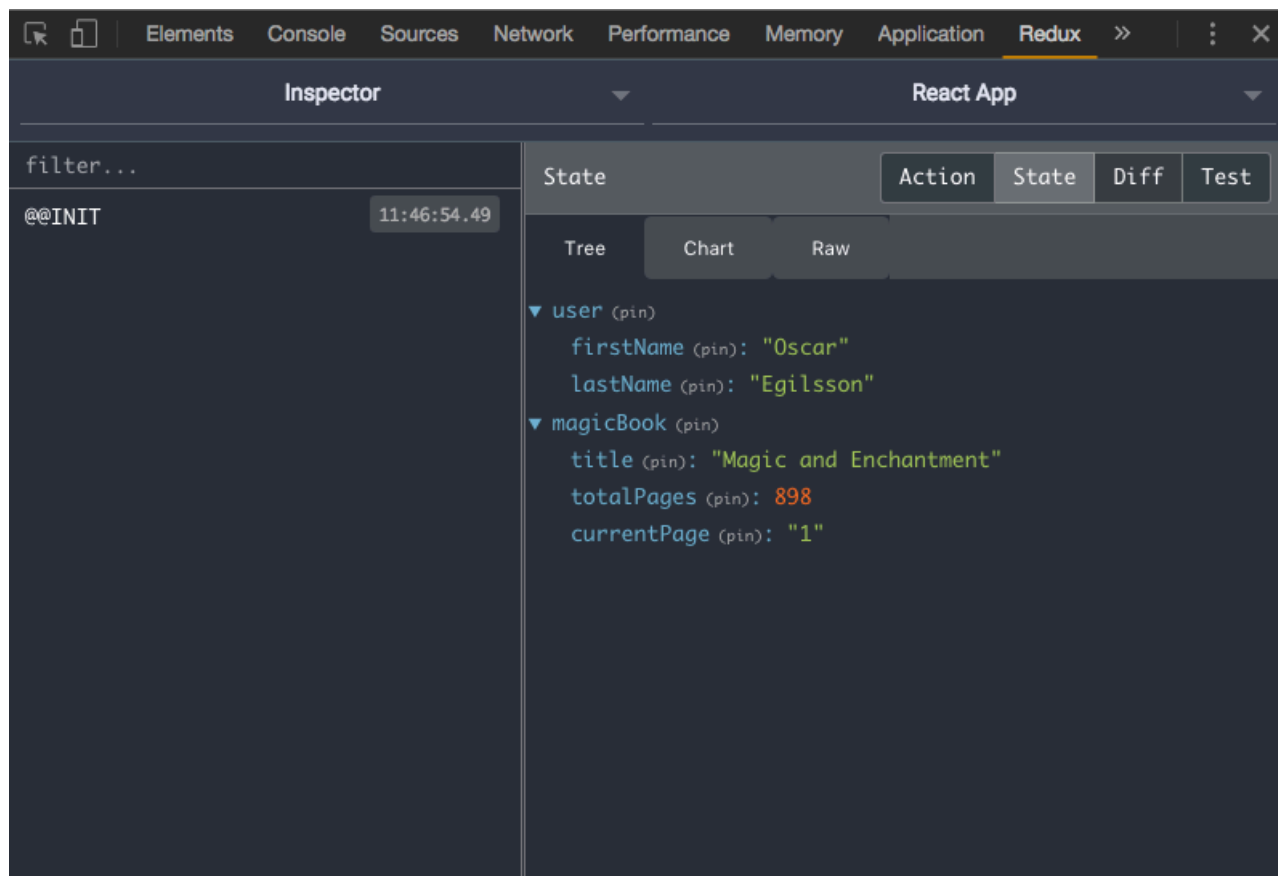 Elements Console Sources Network Performance Memory Application Redux »
Inspector React App
filter...
@@INIT 11:46:54.49
State Action State Diff Test
Tree Chart Raw
user (pin)
firstName (pin): "Oscar"
lastName (pin): "Egilsson"
magicBook (pin)
title (pin): "Magic and Enchantment"
totalPages (pin): 898
currentPage (pin): "1"